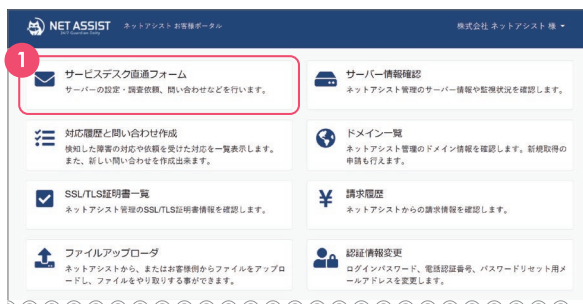 NET ASSIST
24/7 Guardian Deity
ネットアシスト お客様ポータル
株式会社 ネットアシスト 様
1
サービスデスク直通フォーム
サーバーの設定・調査依頼、問い合わせなどを行います。
サーバー情報確認
ネットアシスト管理のサーバー情報や監視状況を確認します。
対応履歴と問い合わせ作成
検知した障害の対応や依頼を受けた対応を一覧表示します。
また、新しい問い合わせを作成出来ます。
ドメイン一覧
ネットアシスト管理のドメイン情報を確認します。新規取得の
申請も行えます。
SSL/TLS証明書一覧
ネットアシスト管理のSSL/TLS証明書情報を確認します。
請求履歴
ネットアシストからの請求情報を確認します。
ファイルアップローダ
ネットアシストから、またはお客様側からファイルをアップロ
ードし、ファイルをやり取りする事ができます。
認証情報変更
ログインパスワード、電話認証番号、パスワードリセット用メ
ールアドレスを変更します。